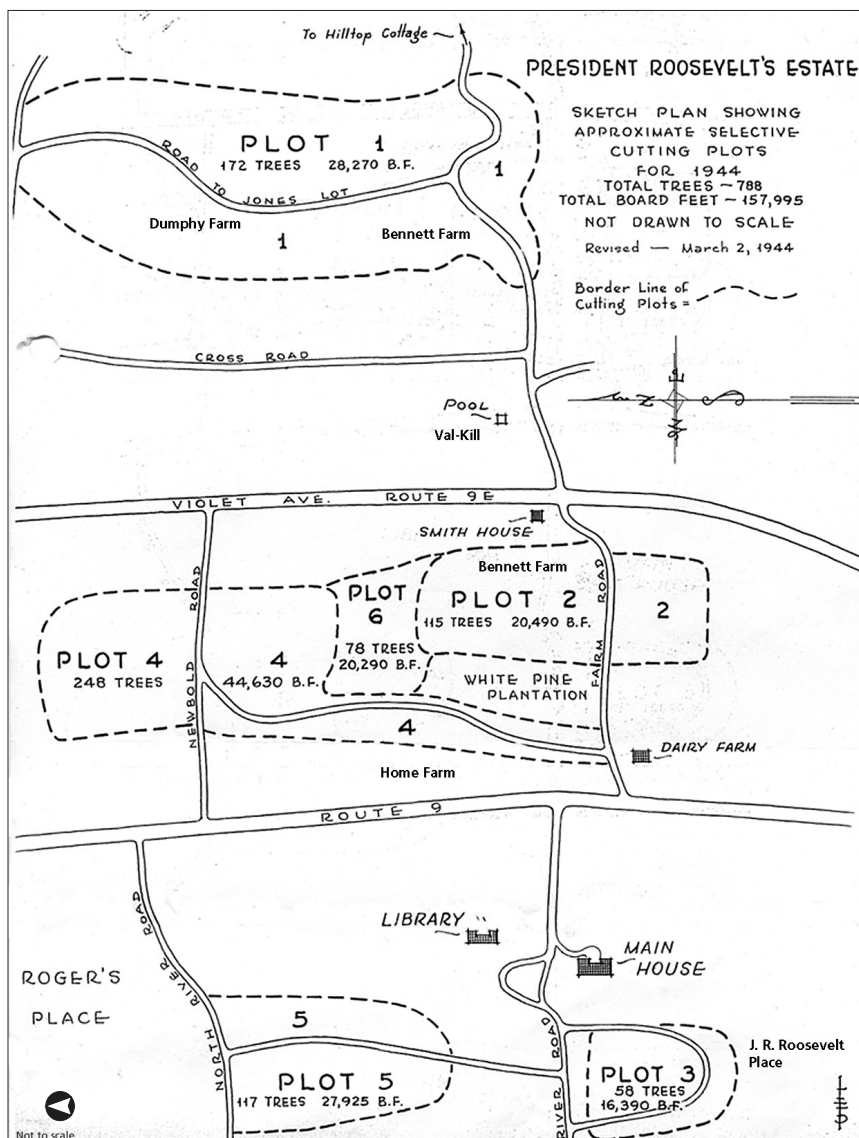 To Hilltop Cottage
PRESIDENT ROOSEVELT'S ESTATE
SKETCH PLAN SHOWING
APPROXIMATE SELECTIVE
CUTTING PLOTS
FOR 1944
TOTAL TREES ~ 788
TOTAL BOARD FEET ~ 157,995
NOT DRAWN TO SCALE
Revised — March 2, 1944
Border Line of
Cutting Plots =
PLOT 1
172 TREES 28,270 B.F.
1
ROAD TO JONES LOT
Dumphy Farm
1
Bennett Farm
CROSS ROAD
E
N
S
W
POOL
Val-Kill
VIOLET AVE. ROUTE 9E
SMITH HOUSE
Bennett Farm
PLOT 2
115 TREES 20,490 B.F.
2
PLOT
6
78 TREES
20,290 B.F.
NEWBOLD ROAD
FARM ROAD
PLOT 4
248 TREES
4
44,630 B.F.
WHITE PINE
PLANTATION
4
DAIRY FARM
Home Farm
ROUTE 9
LIBRARY
MAIN
HOUSE
ROGER'S
PLACE
NORTH RIVER ROAD
5
PLOT 5
117 TREES 27,925 B.F.
RIVER ROAD
PLOT 3
58 TREES
16,390 B.F.
J. R. Roosevelt
Place
Not to scale